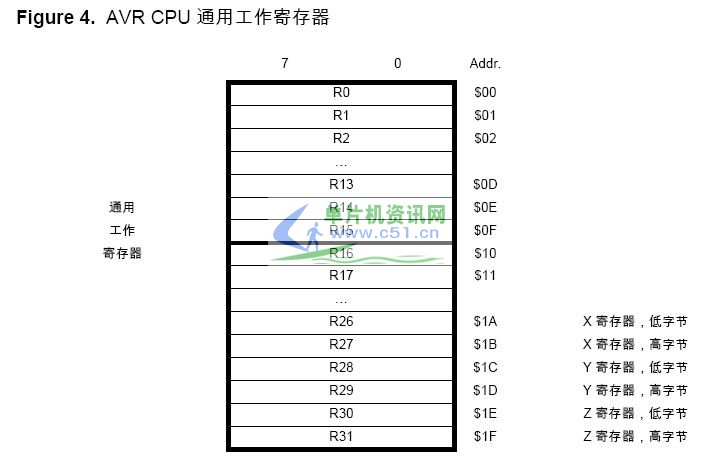 Figure 4. AVR CPU 通用工作寄存器
7 0 Addr.
R0 $00
R1 $01
R2 $02
...
R13 $0D
通用 R14 $0E
工作 R15 $0F
寄存器 R16 $10
R17 $11
...
R26 $1A X 寄存器，低字节
R27 $1B X 寄存器，高字节
R28 $1C Y 寄存器，低字节
R29 $1D Y 寄存器，高字节
R30 $1E Z 寄存器，低字节
R31 $1F Z 寄存器，高字节
单片机资讯网
www.c51.cn